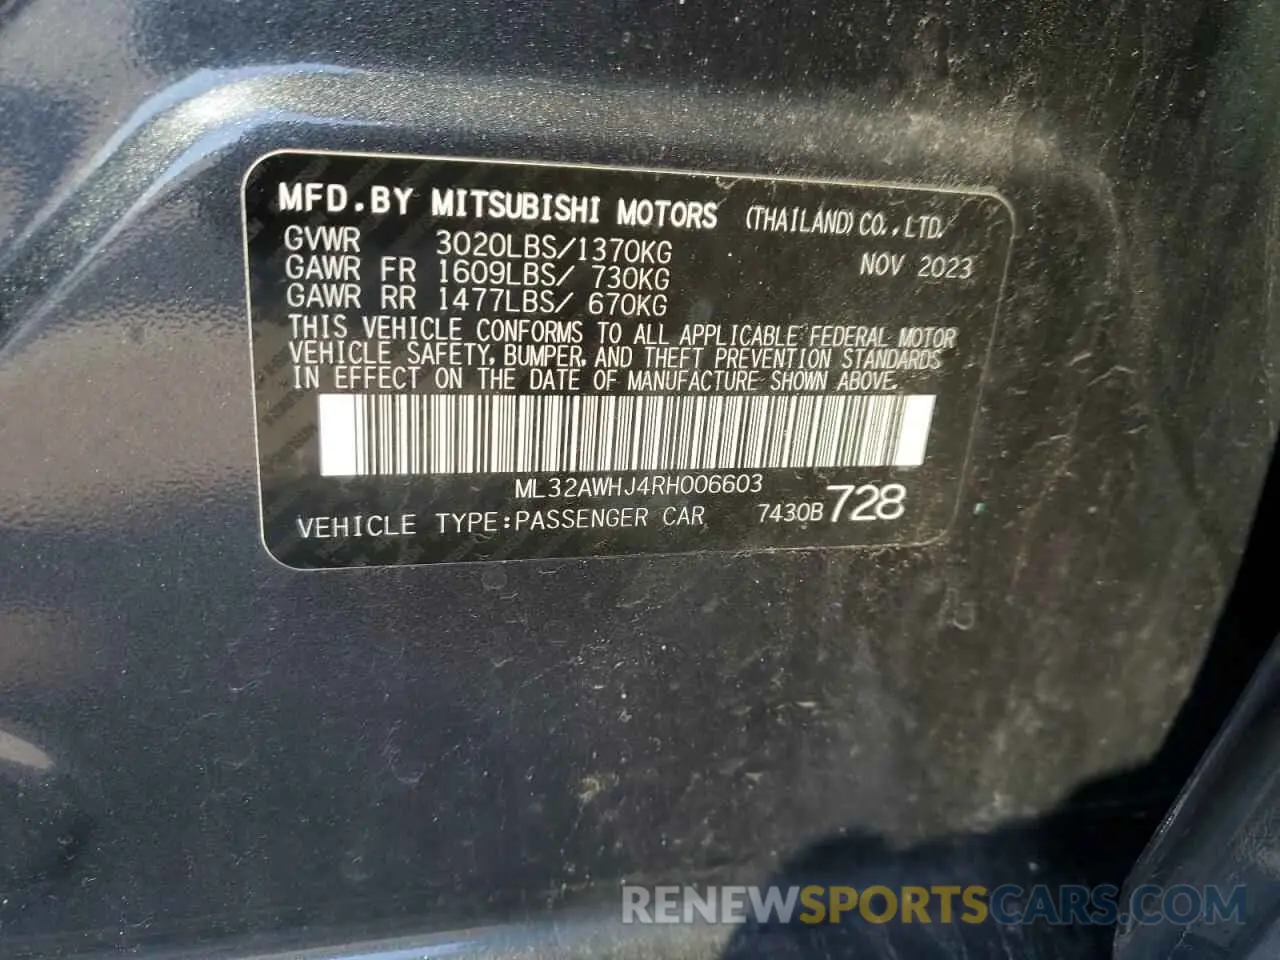 MFD.BY MITSUBISHI MOTORS (THAILAND) CO., LTD.
GVWR 3020LBS/1370KG NOV 2023
GAWR FR 1609LBS/ 730KG
GAWR RR 1477LBS/ 670KG
THIS VEHICLE CONFORMS TO ALL APPLICABLE FEDERAL MOTOR
VEHICLE SAFETY, BUMPER, AND THEFT PREVENTION STANDARDS
IN EFFECT ON THE DATE OF MANUFACTURE SHOWN ABOVE.
ML32AWHJ4RH006603
VEHICLE TYPE:PASSENGER CAR 7430B 728
RENEWSPORTSCARS.COM